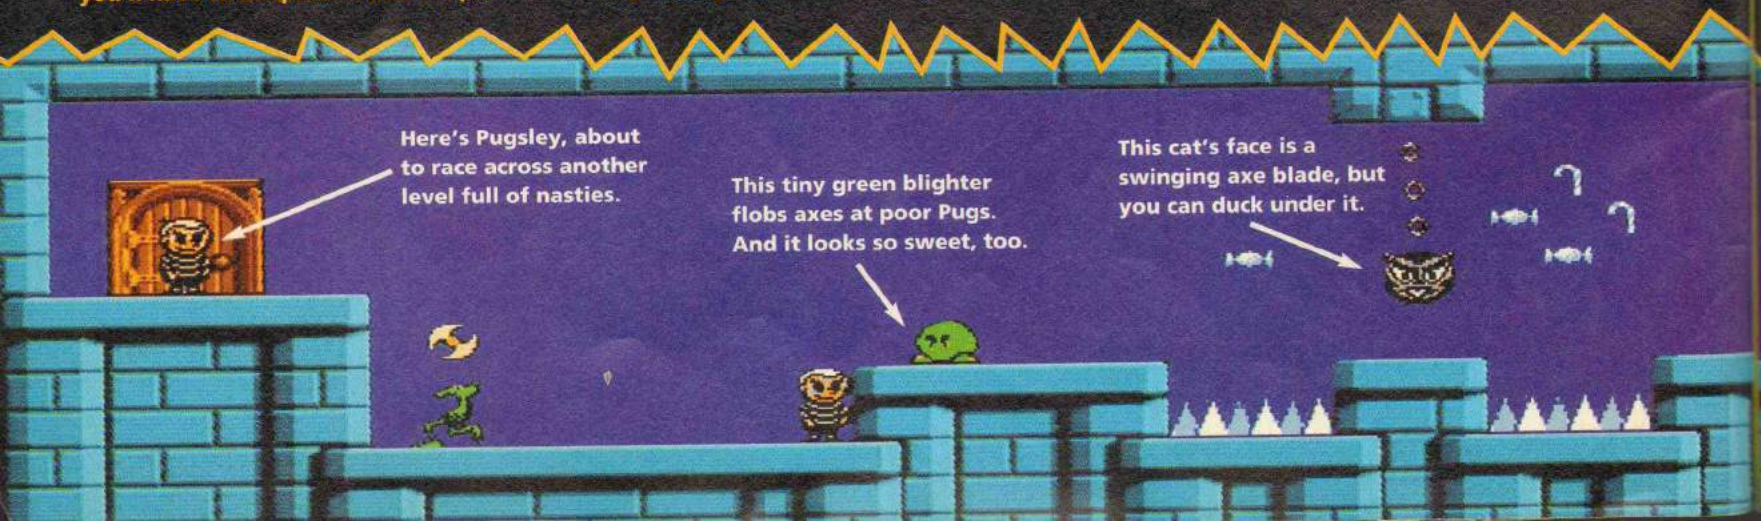 Here's Pugsley, about
to race across another
level full of nasties.
This tiny green blighter
flobs axes at poor Pugs.
And it looks so sweet, too.
This cat's face is a
swinging axe blade, but
you can duck under it.